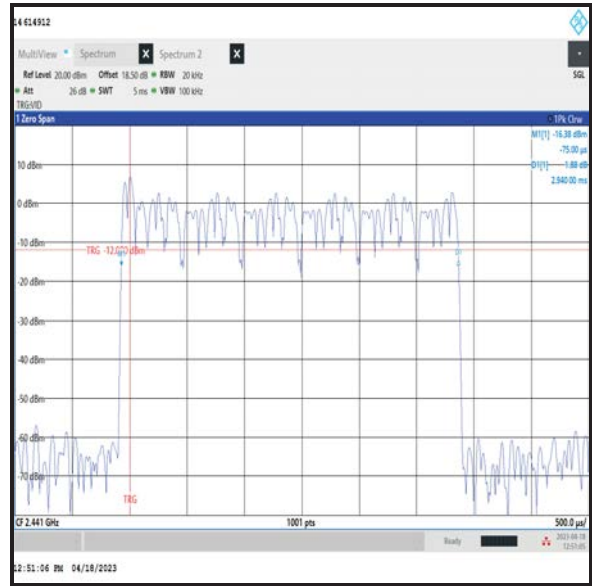 14 614912
MultiView Spectrum X Spectrum 2 X
Ref Level 20.00 dBm Offset 18.50 dB RBW 20 kHz SGL
Att 26 dB SWT 5 ms VBW 100 kHz
TRG:VID
1 Zero Span 1Pk Clrw
M1[1] -16.38 dBm
-75.00 µs
10 dBm D1[1] 1.88 dB
2.940 00 ms
0 dBm
-10 dBm
TRG -12.000 dBm
-20 dBm
-30 dBm
-40 dBm
-50 dBm
-60 dBm
-70 dBm
TRG
CF 2.441 GHz 1001 pts 500.0 µs/
Ready 12:51:05
12:51:06 PM 04/18/2023